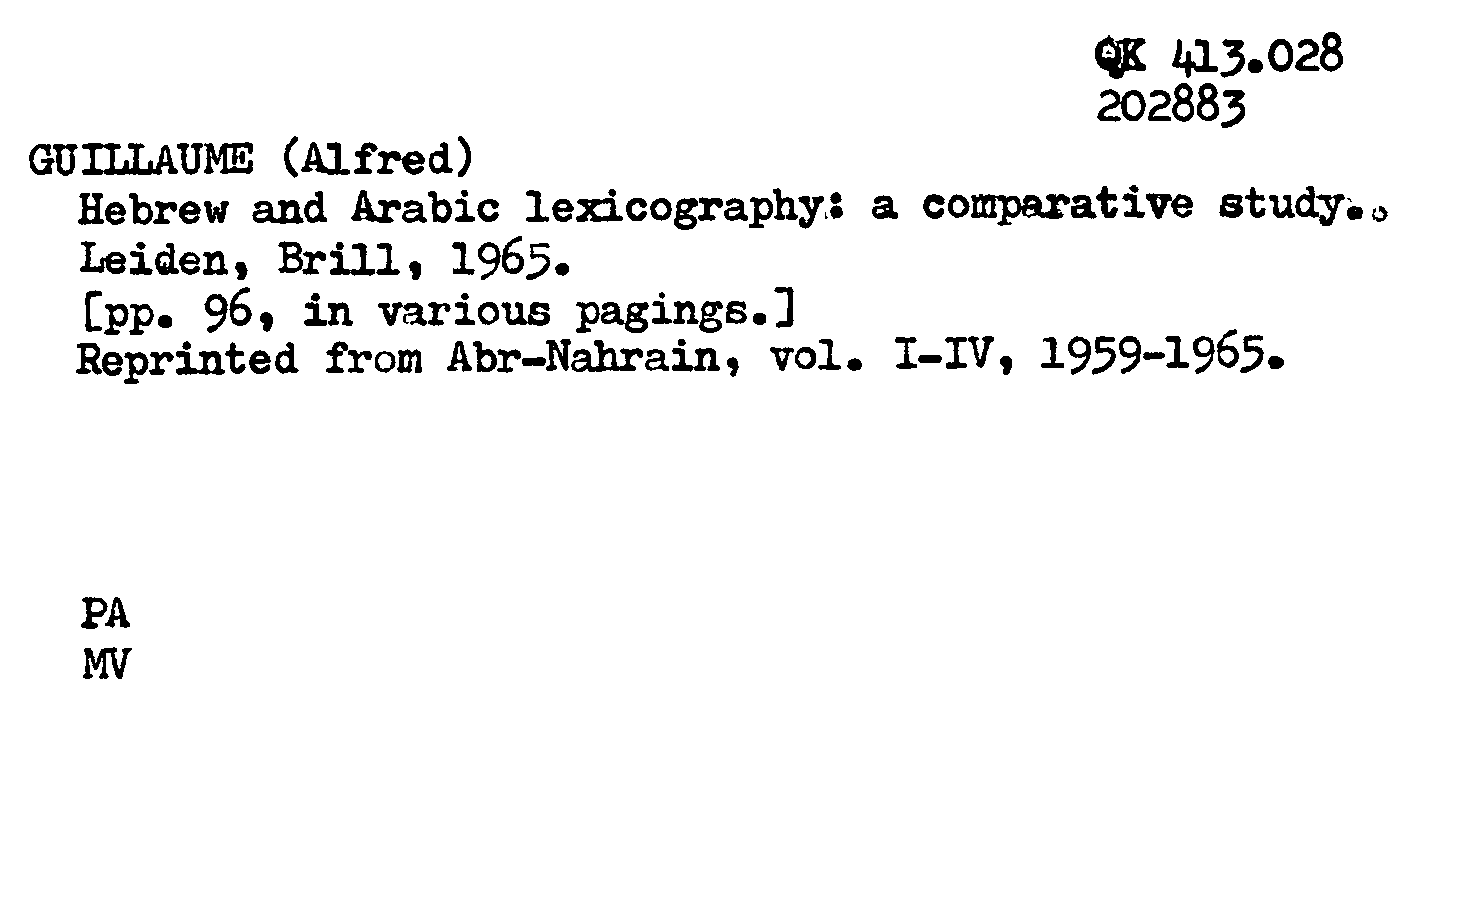 QK 413.028
202883
GUILLAUME (Alfred)
Hebrew and Arabic lexicography: a comparative study..
Leiden, Brill, 1965.
[pp. 96, in various pagings.]
Reprinted from Abr-Nahrain, vol. I-IV, 1959-1965.
PA
MV